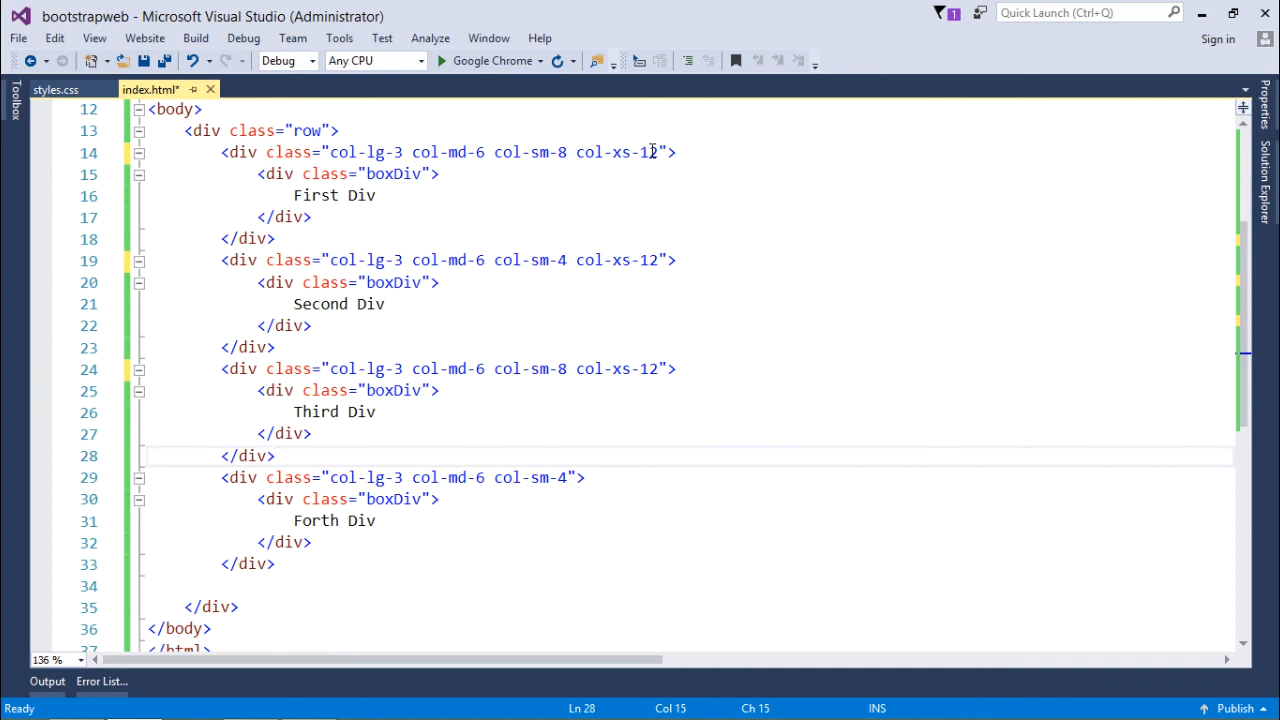 bootstrapweb - Microsoft Visual Studio (Administrator)
1
Quick Launch (Ctrl+Q)
File Edit View Website Build Debug Team Tools Test Analyze Window Help
Sign in
Debug Any CPU Google Chrome
Toolbox
styles.css index.html*
Properties
Solution Explorer
12 <body>
13 <div class="row">
14 <div class="col-lg-3 col-md-6 col-sm-8 col-xs-12">
15 <div class="boxDiv">
16 First Div
17 </div>
18 </div>
19 <div class="col-lg-3 col-md-6 col-sm-4 col-xs-12">
20 <div class="boxDiv">
21 Second Div
22 </div>
23 </div>
24 <div class="col-lg-3 col-md-6 col-sm-8 col-xs-12">
25 <div class="boxDiv">
26 Third Div
27 </div>
28 </div>
29 <div class="col-lg-3 col-md-6 col-sm-4">
30 <div class="boxDiv">
31 Forth Div
32 </div>
33 </div>
34
35 </div>
36 </body>
37 </html>
136 %
Output Error List...
Ready Ln 28 Col 15 Ch 15 INS Publish